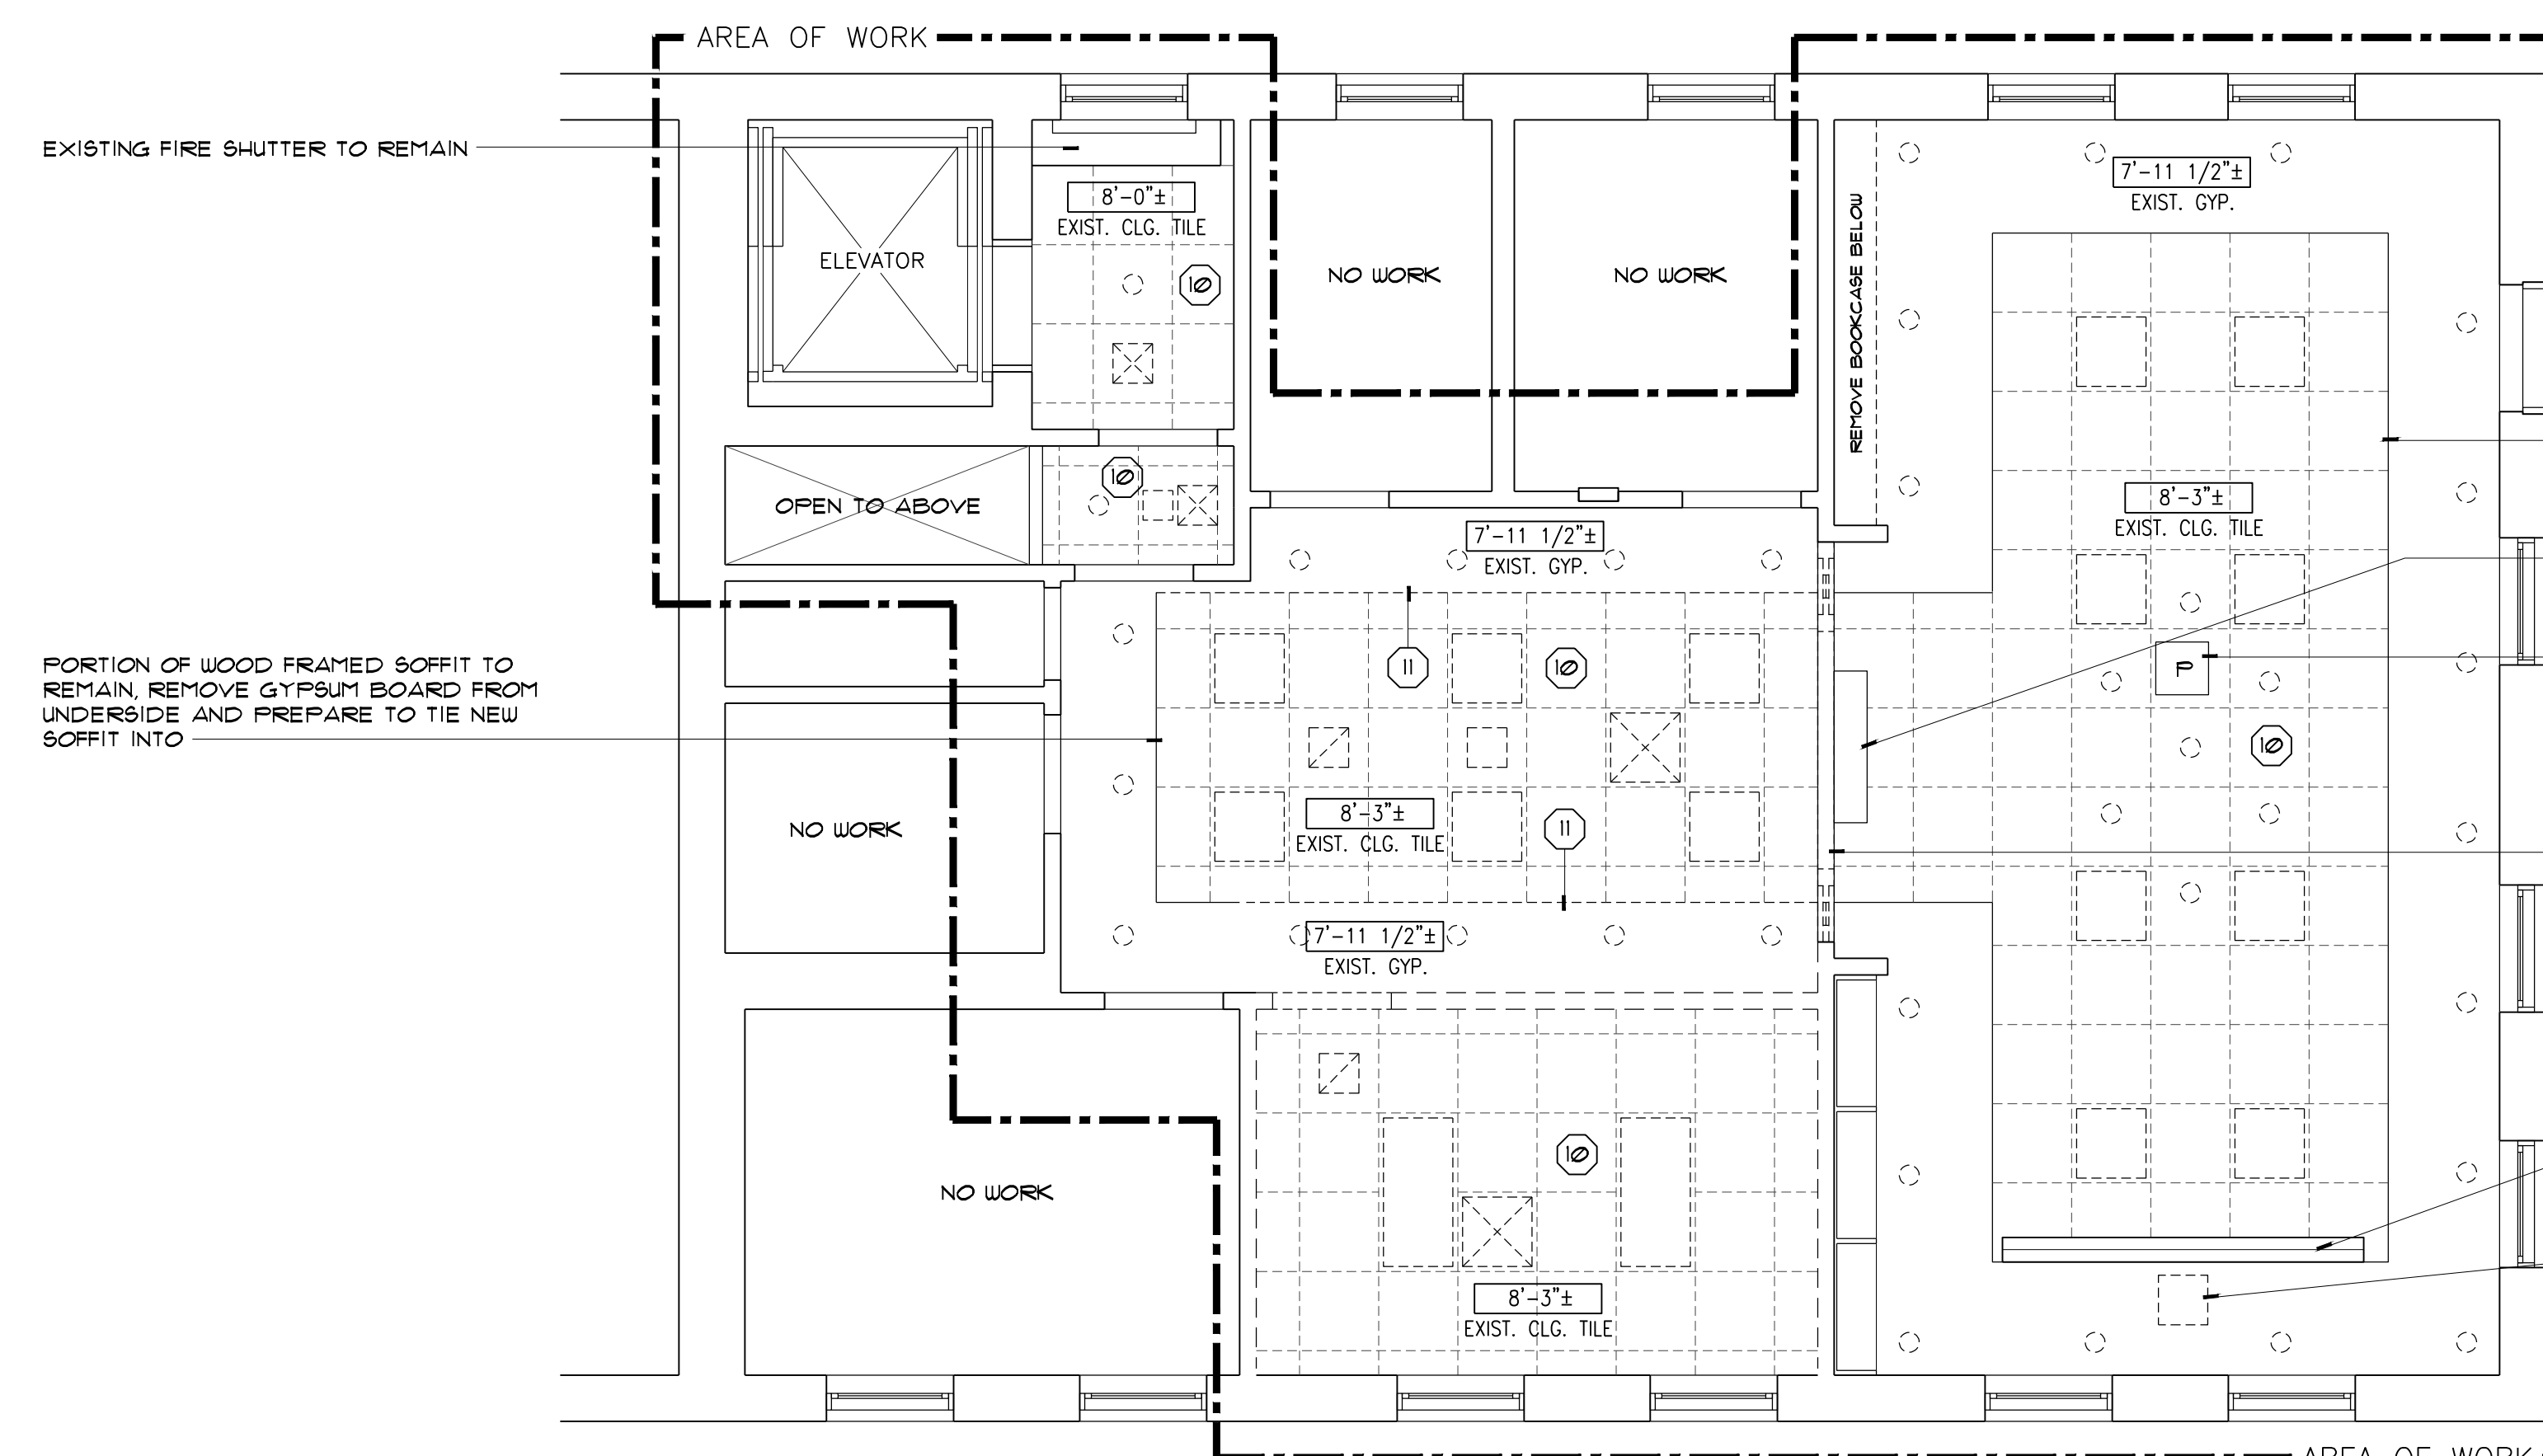 AREA OF WORK
EXISTING FIRE SHUTTER TO REMAIN
8'-0"±
EXIST. CLG. TILE
ELEVATOR
10
NO WORK
NO WORK
REMOVE BOOKCASE BELOW
7'-11 1/2"±
EXIST. GYP.
OPEN TO ABOVE
10
8'-3"±
EXIST. CLG. TILE
7'-11 1/2"±
EXIST. GYP.
PORTION OF WOOD FRAMED SOFFIT TO
REMAIN, REMOVE GYPSUM BOARD FROM
UNDERSIDE AND PREPARE TO TIE NEW
SOFFIT INTO
11
10
P
10
8'-3"±
EXIST. CLG. TILE
11
NO WORK
7'-11 1/2"±
EXIST. GYP.
10
NO WORK
8'-3"±
EXIST. CLG. TILE
AREA OF WORK